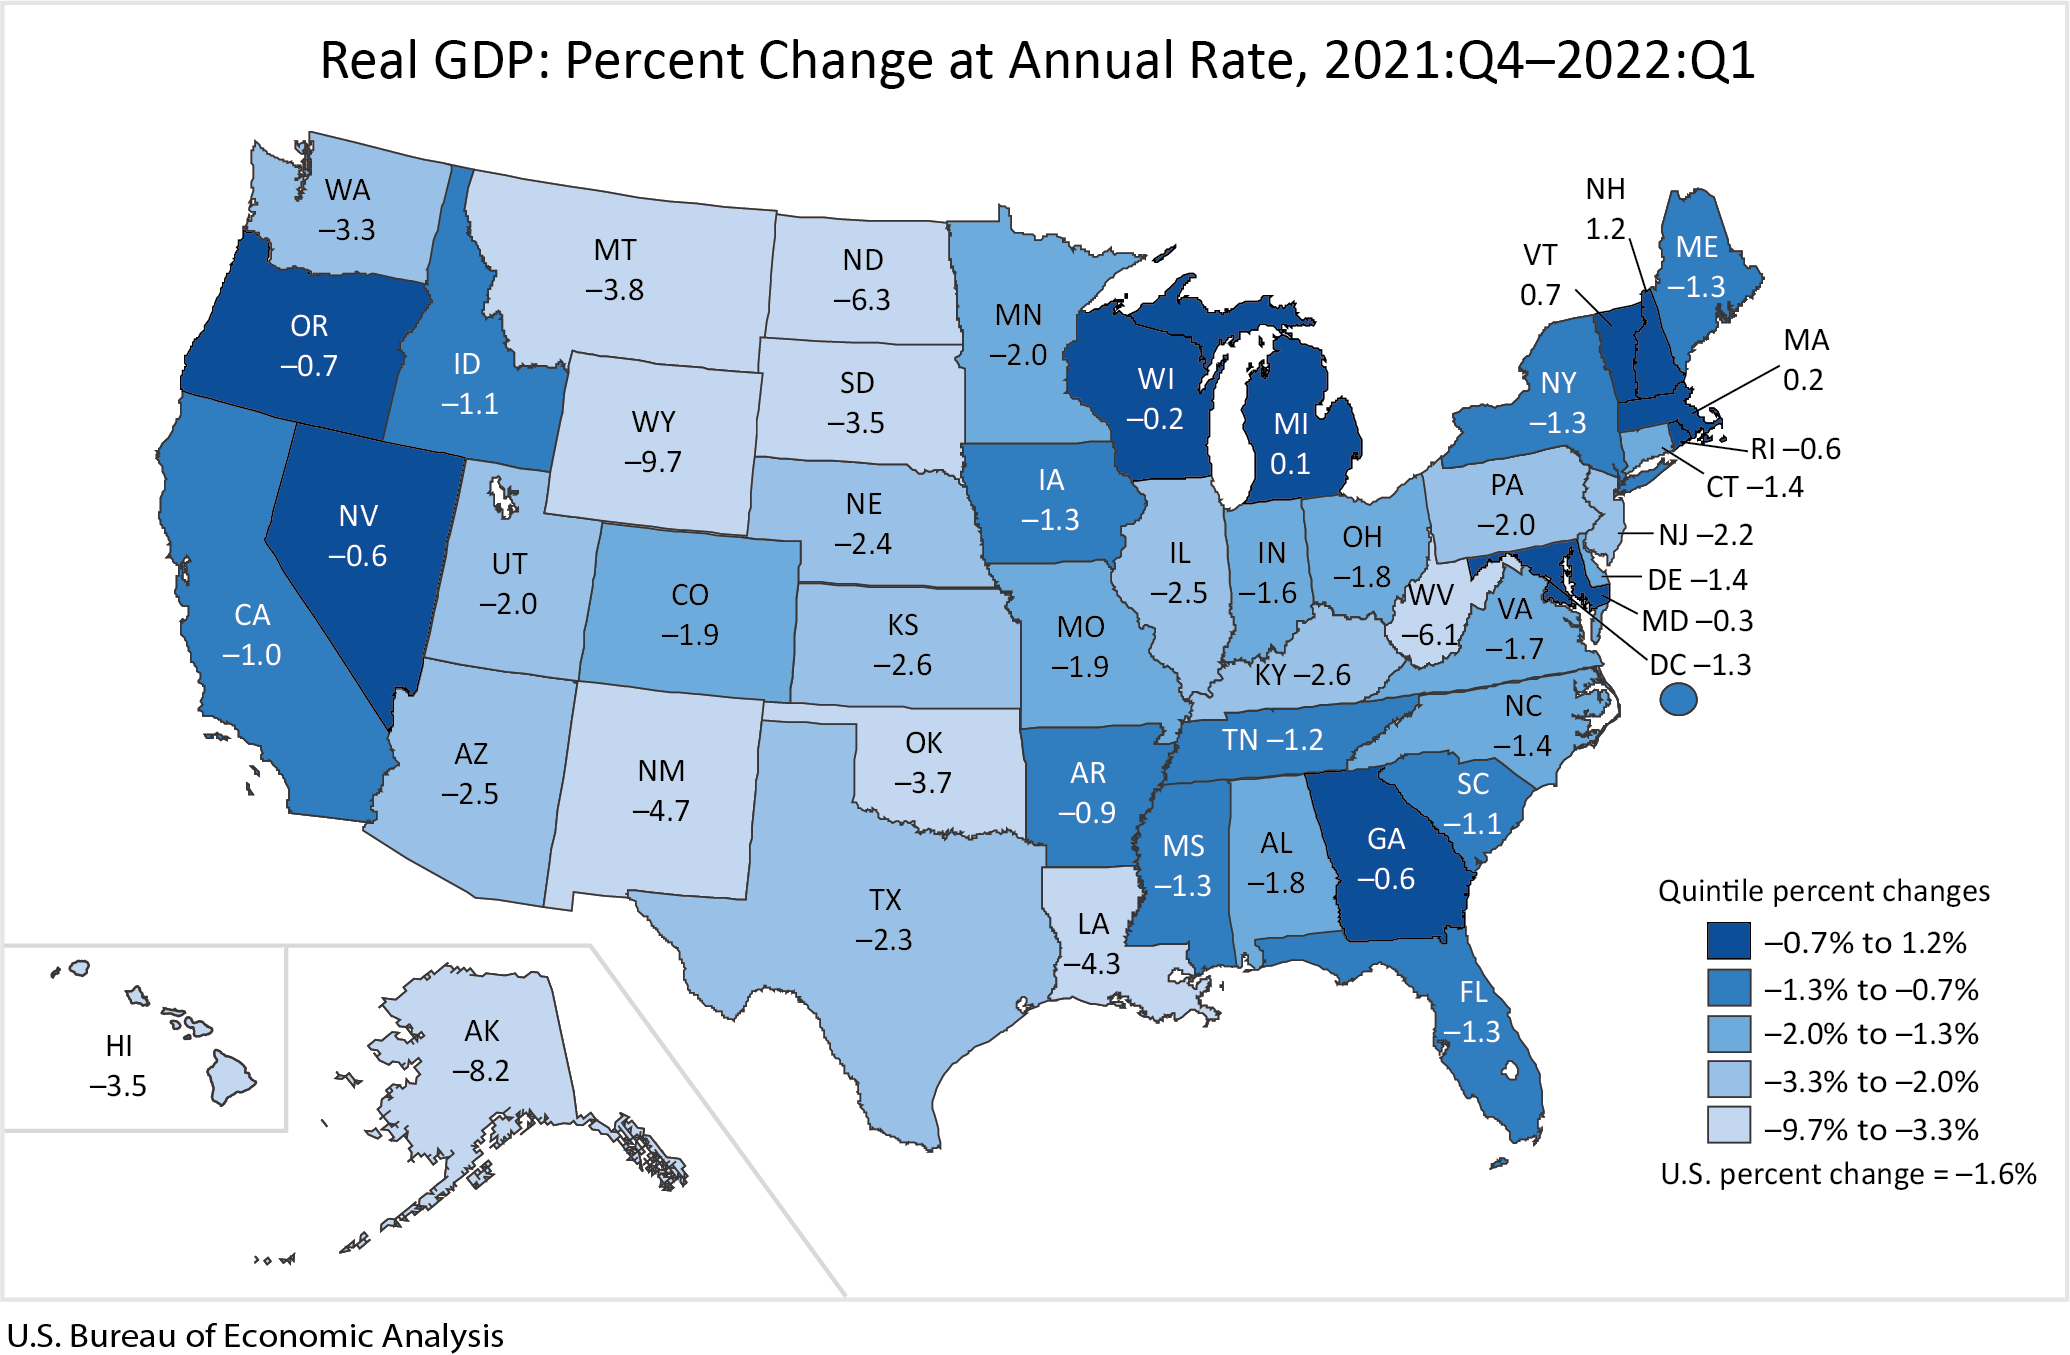 Real GDP: Percent Change at Annual Rate, 2021:Q4–2022:Q1
WA
–3.3
OR
–0.7
ID
–1.1
MT
–3.8
ND
–6.3
MN
–2.0
SD
–3.5
WY
–9.7
WI
–0.2
MI
0.1
NH
1.2
VT
0.7
ME
–1.3
MA
0.2
NY
–1.3
RI –0.6
CT –1.4
PA
–2.0
NJ –2.2
DE –1.4
MD –0.3
DC –1.3
NV
–0.6
CA
–1.0
UT
–2.0
CO
–1.9
NE
–2.4
KS
–2.6
IA
–1.3
MO
–1.9
IL
–2.5
IN
–1.6
OH
–1.8
WV
–6.1
VA
–1.7
KY –2.6
NC
–1.4
TN –1.2
SC
–1.1
AZ
–2.5
NM
–4.7
OK
–3.7
AR
–0.9
MS
–1.3
AL
–1.8
GA
–0.6
TX
–2.3
LA
–4.3
FL
–1.3
HI
–3.5
AK
–8.2
Quintile percent changes
–0.7% to 1.2%
–1.3% to –0.7%
–2.0% to –1.3%
–3.3% to –2.0%
–9.7% to –3.3%
U.S. percent change = –1.6%
U.S. Bureau of Economic Analysis